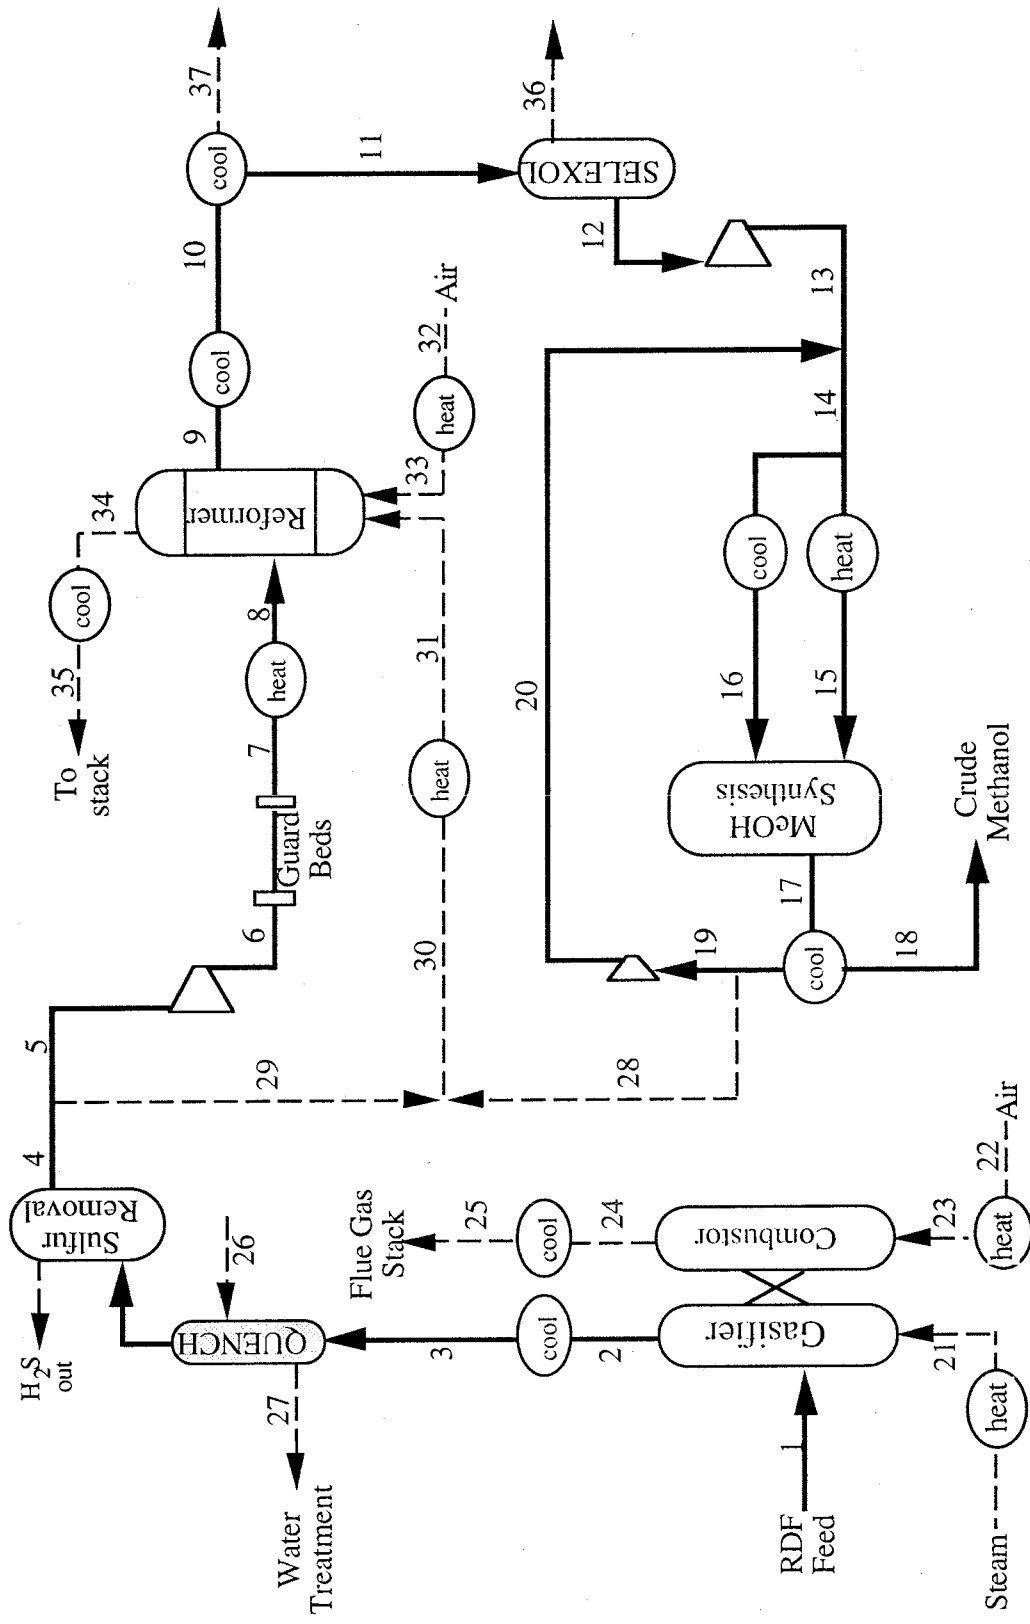 37
cool
10
cool
9
11
36
SELEXOL
12
13
Air
32
heat
33
34
Reformer
cool
35
To
stack
8
heat
7
Guard
Beds
6
5
31
heat
30
29
28
20
14
cool
heat
16
15
MeOH
Synthesis
17
cool
19
18
Crude
Methanol
4
Sulfur
Removal
H2S
out
26
QUENCH
27
Water
Treatment
Flue Gas
Stack
25
cool
24
Combustor
23
heat
22
Air
3
cool
2
Gasifier
21
heat
Steam
1
RDF
Feed